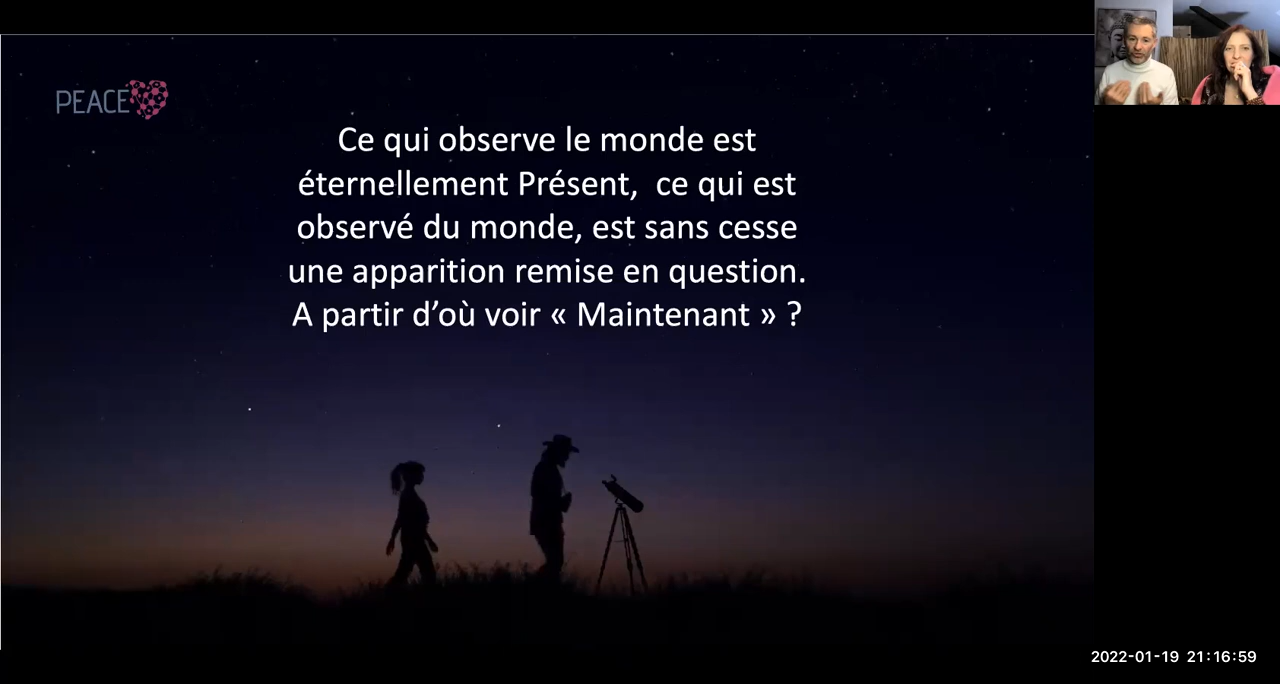 PEACE
Ce qui observe le monde est
éternellement Présent,  ce qui est
observé du monde, est sans cesse
une apparition remise en question.
A partir d’où voir « Maintenant » ?
2022-01-19 21:16:59